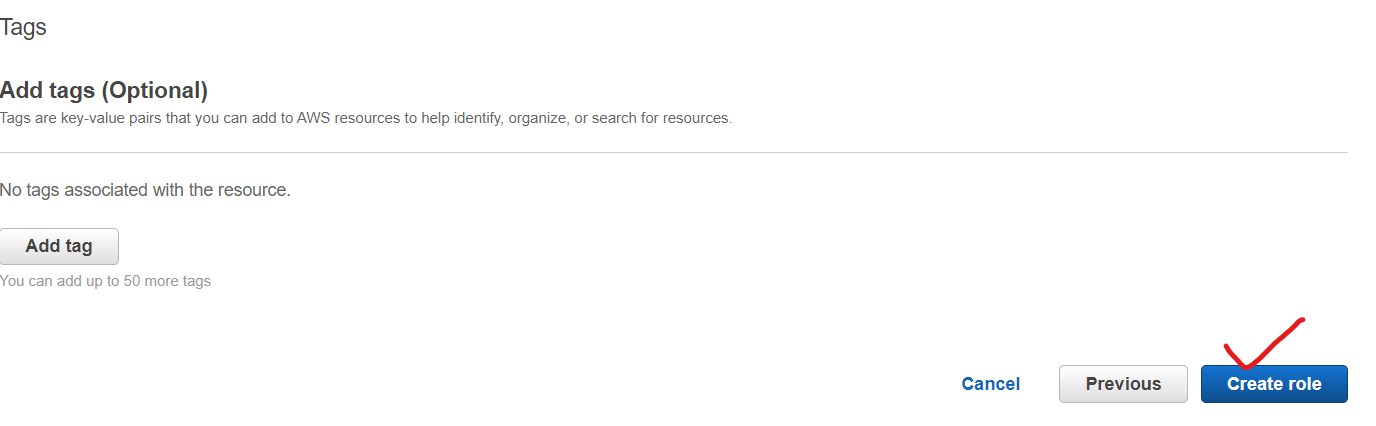 Tags
Add tags (Optional)
Tags are key-value pairs that you can add to AWS resources to help identify, organize, or search for resources.
No tags associated with the resource.
Add tag
You can add up to 50 more tags
Cancel Previous Create role